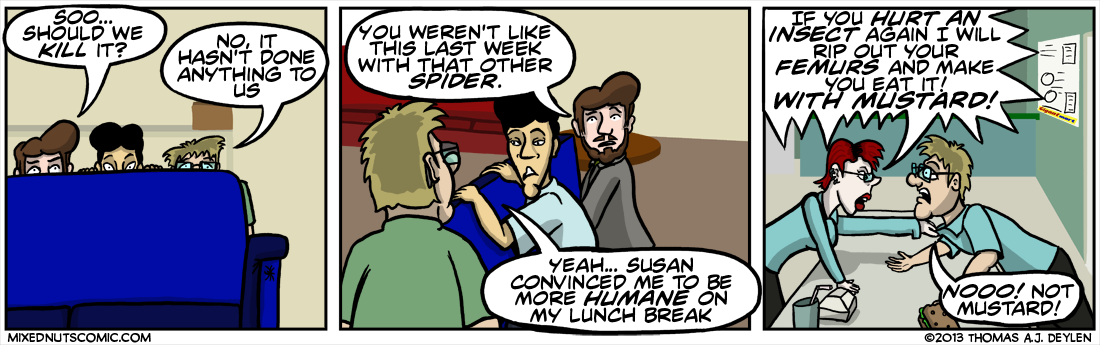 SOO...
SHOULD WE
KILL IT?
NO, IT
HASN'T DONE
ANYTHING TO
US
YOU WEREN'T LIKE
THIS LAST WEEK
WITH THAT OTHER
SPIDER.
YEAH... SUSAN
CONVINCED ME TO BE
MORE HUMANE ON
MY LUNCH BREAK
IF YOU HURT AN
INSECT AGAIN I WILL
RIP OUT YOUR
FEMURS AND MAKE
YOU EAT IT!
WITH MUSTARD!
NOOO! NOT
MUSTARD!
MIXEDNUTSCOMIC.COM
©2013 THOMAS A.J. DEYLEN